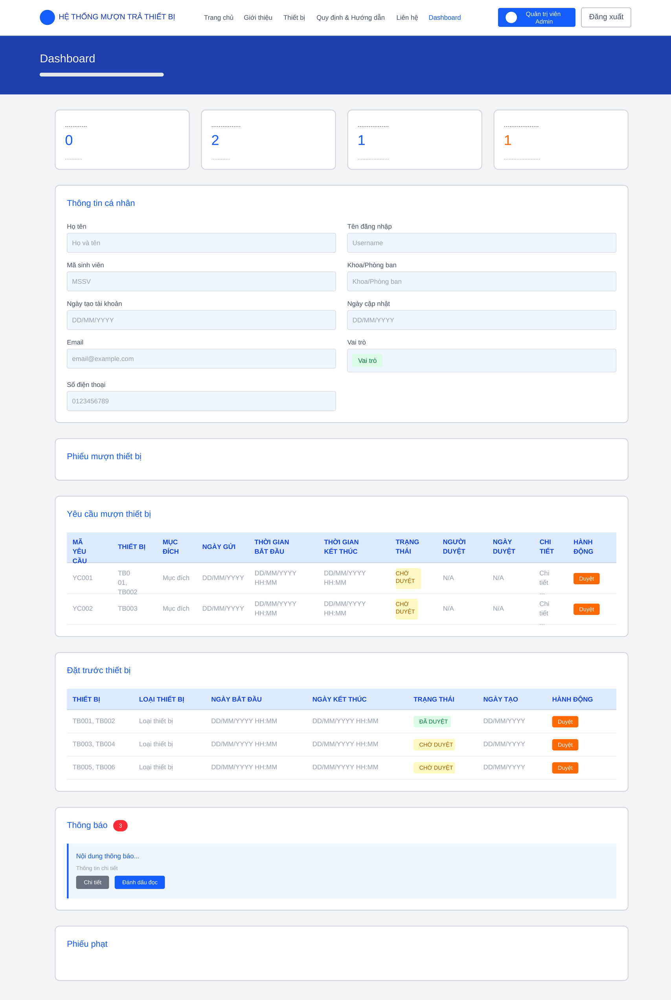 HỆ THỐNG MƯỢN TRẢ THIẾT BỊ
Trang chủ
Giới thiệu
Thiết bị
Quy định & Hướng dẫn
Liên hệ
Dashboard
Quản trị viên
Admin
Đăng xuất
Dashboard
............
0
...........
................
2
............
.................
1
....................
...................
1
.......................
Thông tin cá nhân
Họ tên
Họ và tên
Tên đăng nhập
Username
Mã sinh viên
MSSV
Khoa/Phòng ban
Khoa/Phòng ban
Ngày tạo tài khoản
DD/MM/YYYY
Ngày cập nhật
DD/MM/YYYY
Email
email@example.com
Vai trò
Vai trò
Số điện thoại
0123456789
Phiếu mượn thiết bị
Yêu cầu mượn thiết bị
MÃ
YÊU
CẦU
THIẾT BỊ
MỤC
ĐÍCH
NGÀY GỬI
THỜI GIAN
BẮT ĐẦU
THỜI GIAN
KẾT THÚC
TRẠNG
THÁI
NGƯỜI
DUYỆT
NGÀY
DUYỆT
CHI
TIẾT
HÀNH
ĐỘNG
YC001
TB0
01,
TB002
Mục đích
DD/MM/YYYY
DD/MM/YYYY
HH:MM
DD/MM/YYYY
HH:MM
CHỜ
DUYỆT
N/A
N/A
Chi
tiết
...
Duyệt
YC002
TB003
Mục đích
DD/MM/YYYY
DD/MM/YYYY
HH:MM
DD/MM/YYYY
HH:MM
CHỜ
DUYỆT
N/A
N/A
Chi
tiết
...
Duyệt
Đặt trước thiết bị
THIẾT BỊ
LOẠI THIẾT BỊ
NGÀY BẮT ĐẦU
NGÀY KẾT THÚC
TRẠNG THÁI
NGÀY TẠO
HÀNH ĐỘNG
TB001, TB002
Loại thiết bị
DD/MM/YYYY HH:MM
DD/MM/YYYY HH:MM
ĐÃ DUYỆT
DD/MM/YYYY
Duyệt
TB003, TB004
Loại thiết bị
DD/MM/YYYY HH:MM
DD/MM/YYYY HH:MM
CHỜ DUYỆT
DD/MM/YYYY
Duyệt
TB005, TB006
Loại thiết bị
DD/MM/YYYY HH:MM
DD/MM/YYYY HH:MM
CHỜ DUYỆT
DD/MM/YYYY
Duyệt
Thông báo
3
Nội dung thông báo...
Thông tin chi tiết
Chi tiết
Đánh dấu đọc
Phiếu phạt